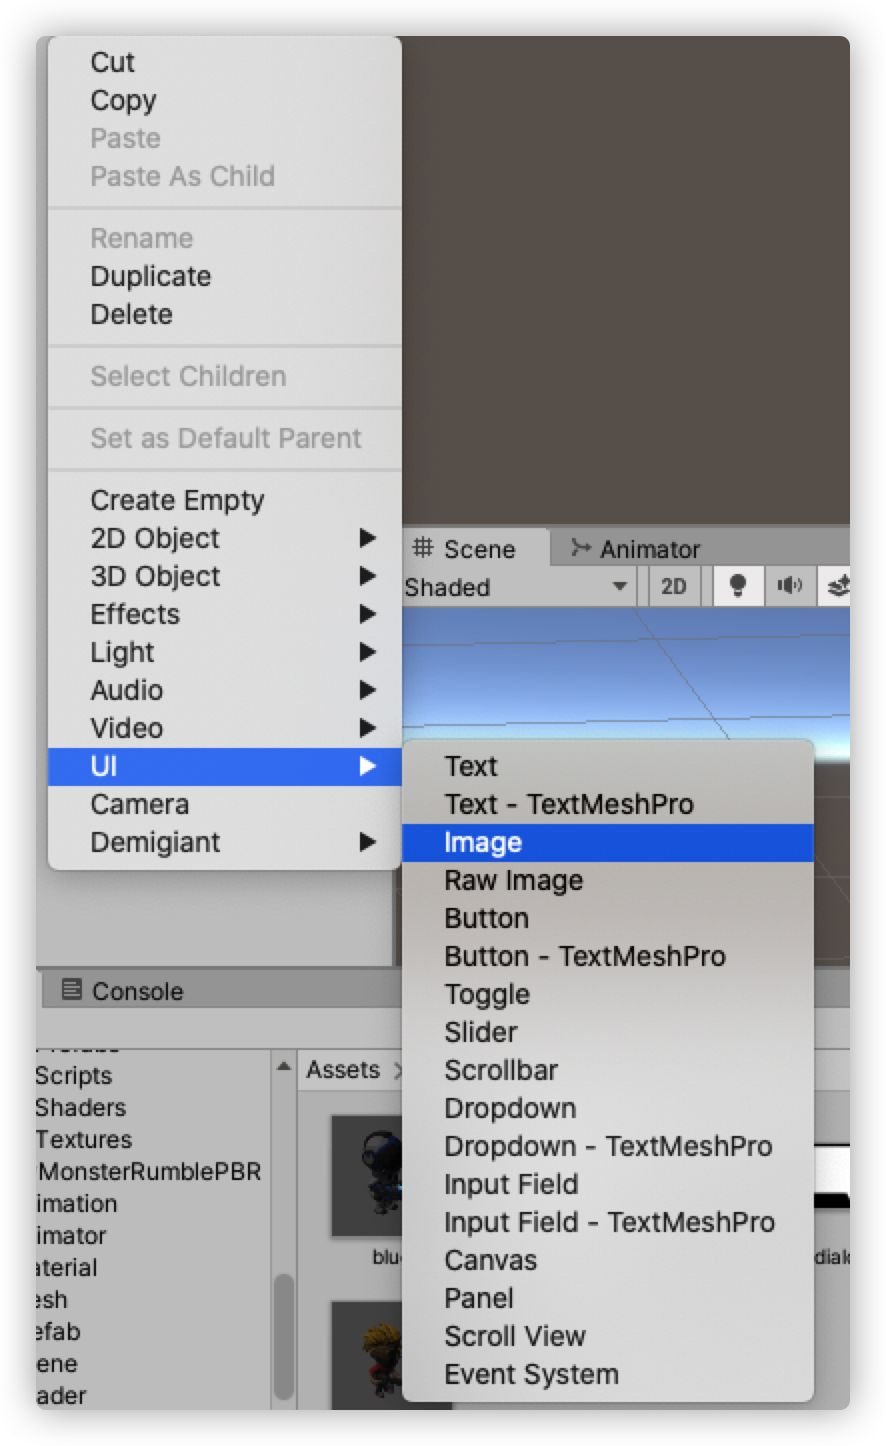 Cut
Copy
Paste
Paste As Child
Rename
Duplicate
Delete
Select Children
Set as Default Parent
Create Empty
2D Object
3D Object
Effects
Light
Audio
Video
UI
Camera
Demigiant
Scene
Animator
Shaded
2D
Text
Text - TextMeshPro
Image
Raw Image
Button
Button - TextMeshPro
Toggle
Slider
Scrollbar
Dropdown
Dropdown - TextMeshPro
Input Field
Input Field - TextMeshPro
Canvas
Panel
Scroll View
Event System
Console
Scripts
Shaders
Textures
MonsterRumblePBR
imation
imator
aterial
esh
efab
ene
ader
Assets
blu
dial